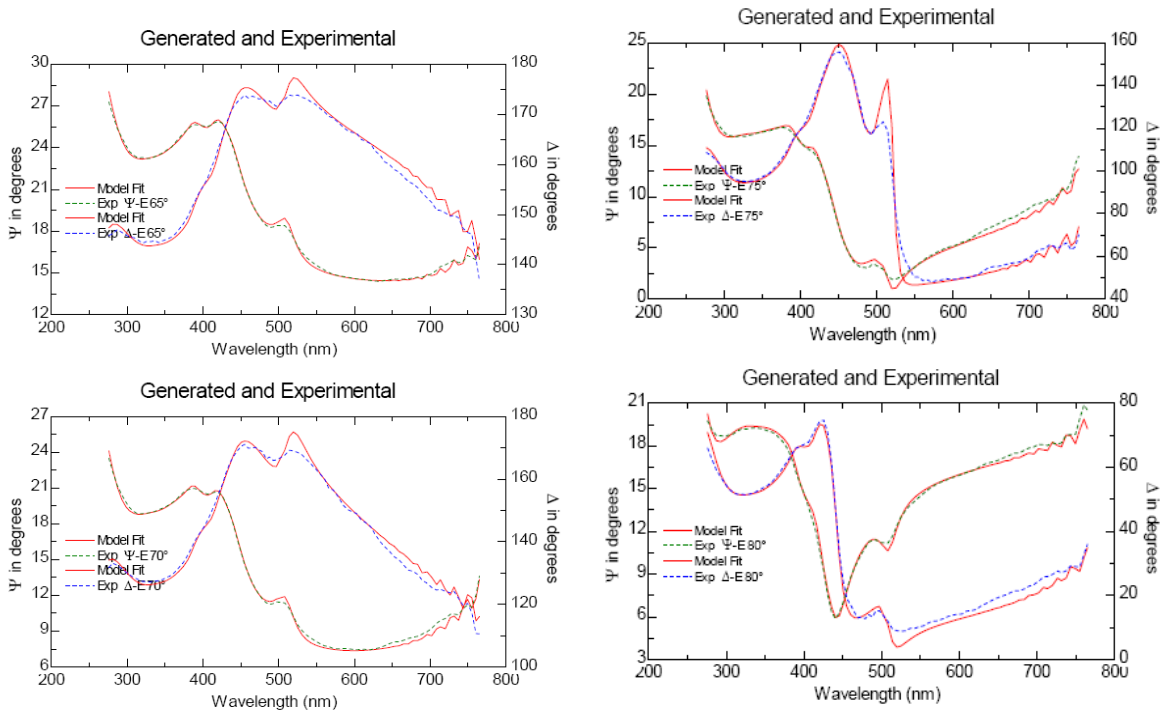 Generated and Experimental
30
27
24
21
18
15
12
Ψ in degrees
180
170
160
150
140
130
Δ in degrees
Model Fit
Exp Ψ-E65°
Model Fit
Exp Δ-E65°
200 300 400 500 600 700 800
Wavelength (nm)
Generated and Experimental
25
20
15
10
5
0
Ψ in degrees
160
140
120
100
80
60
40
Δ in degrees
Model Fit
Exp Ψ-E75°
Model Fit
Exp Δ-E75°
200 300 400 500 600 700 800
Wavelength (nm)
Generated and Experimental
27
24
21
18
15
12
9
6
Ψ in degrees
180
160
140
120
100
Δ in degrees
Model Fit
Exp Ψ-E70°
Model Fit
Exp Δ-E70°
200 300 400 500 600 700 800
Wavelength (nm)
Generated and Experimental
21
18
15
12
9
6
3
Ψ in degrees
80
60
40
20
0
Δ in degrees
Model Fit
Exp Ψ-E80°
Model Fit
Exp Δ-E80°
200 300 400 500 600 700 800
Wavelength (nm)